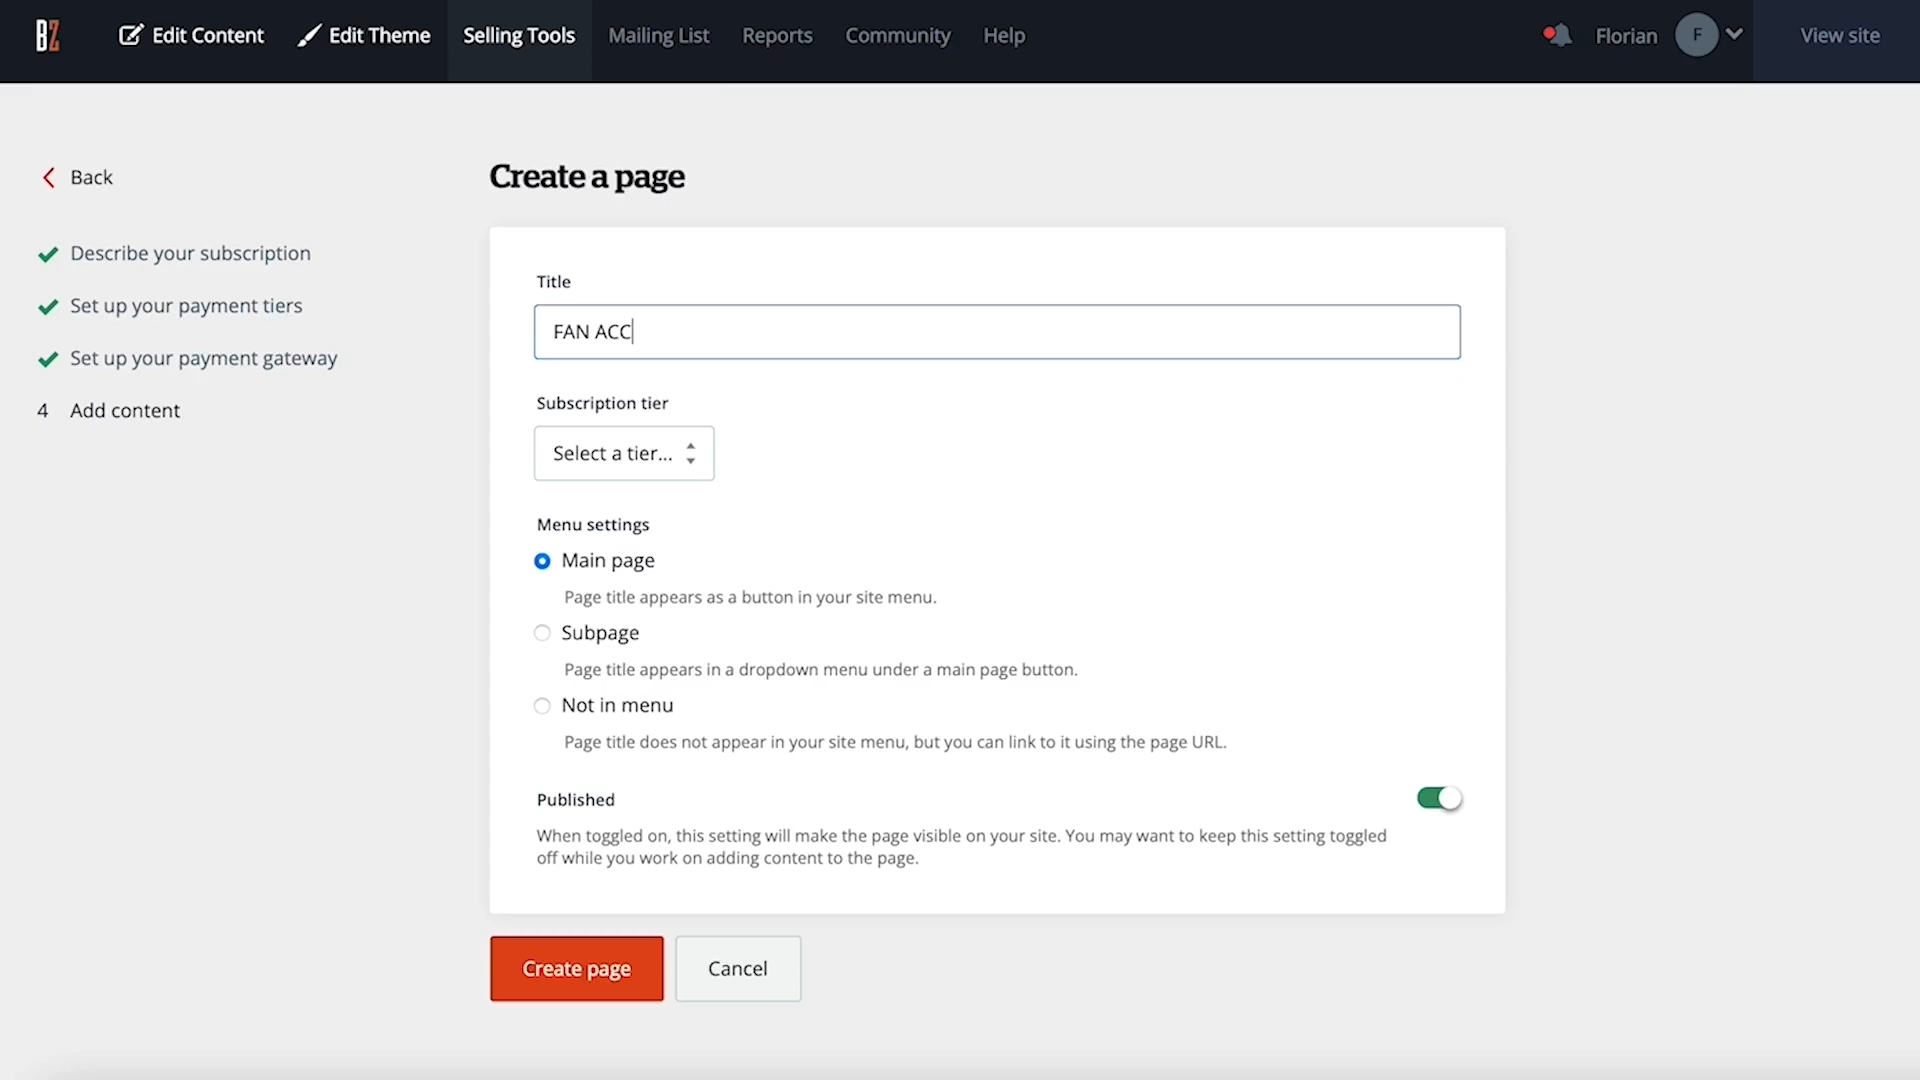 BZ
Edit Content
Edit Theme
Selling Tools
Mailing List
Reports
Community
Help
Florian
F
View site
Back
Describe your subscription
Set up your payment tiers
Set up your payment gateway
4 Add content
Create a page
Title
FAN ACC
Subscription tier
Select a tier...
Menu settings
Main page
Page title appears as a button in your site menu.
Subpage
Page title appears in a dropdown menu under a main page button.
Not in menu
Page title does not appear in your site menu, but you can link to it using the page URL.
Published
When toggled on, this setting will make the page visible on your site. You may want to keep this setting toggled
off while you work on adding content to the page.
Create page
Cancel